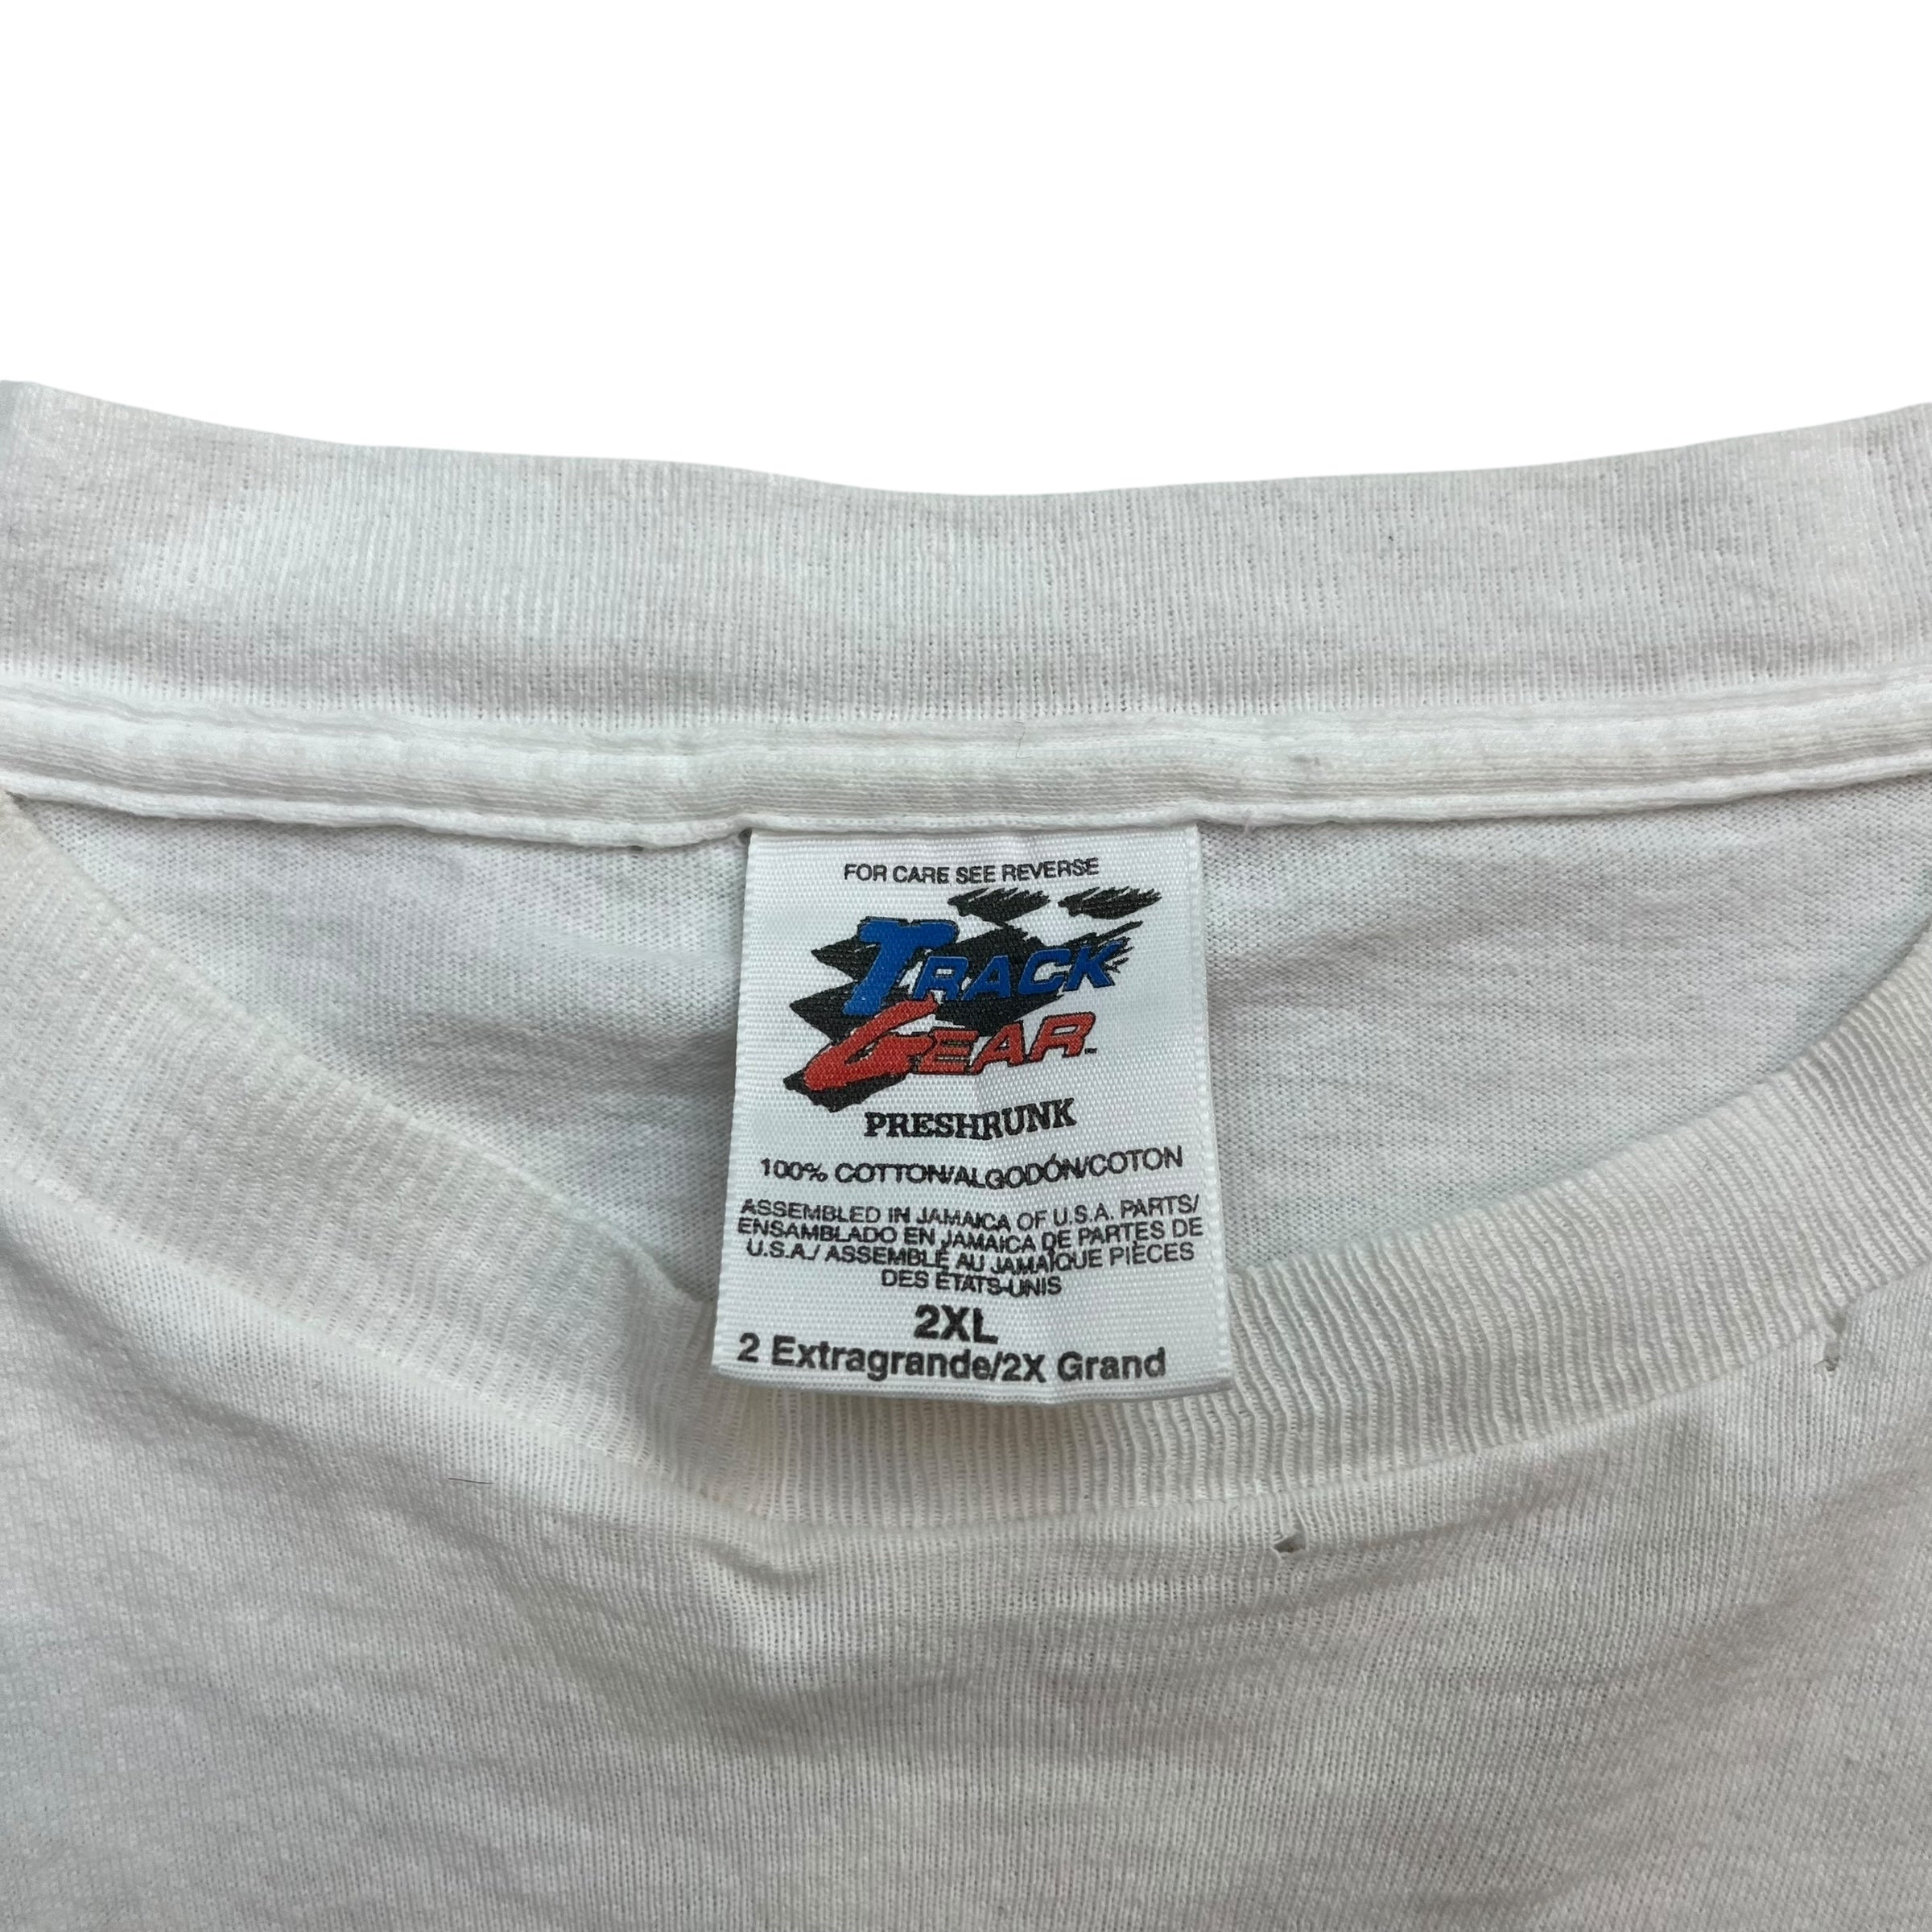 FOR CARE SEE REVERSE
TRACK
GEAR™
PRESHRUNK
100% COTTON/ALGODÓN/COTON
ASSEMBLED IN JAMAICA OF U.S.A. PARTS/
ENSAMBLADO EN JAMAICA DE PARTES DE
U.S.A./ ASSEMBLÉ AU JAMAÏQUE PIÈCES
DES ÉTATS-UNIS
2XL
2 Extragrande/2X Grand